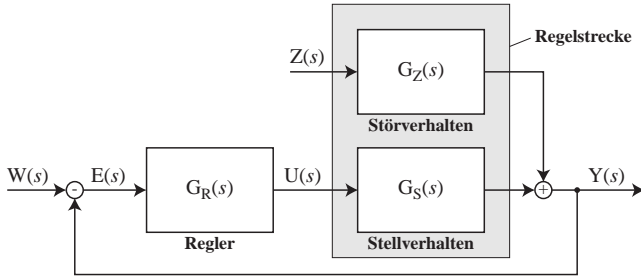 Regelstrecke
Z(s)
G_Z(s)
Störverhalten
W(s)
-
E(s)
G_R(s)
Regler
U(s)
G_S(s)
Stellverhalten
+
Y(s)